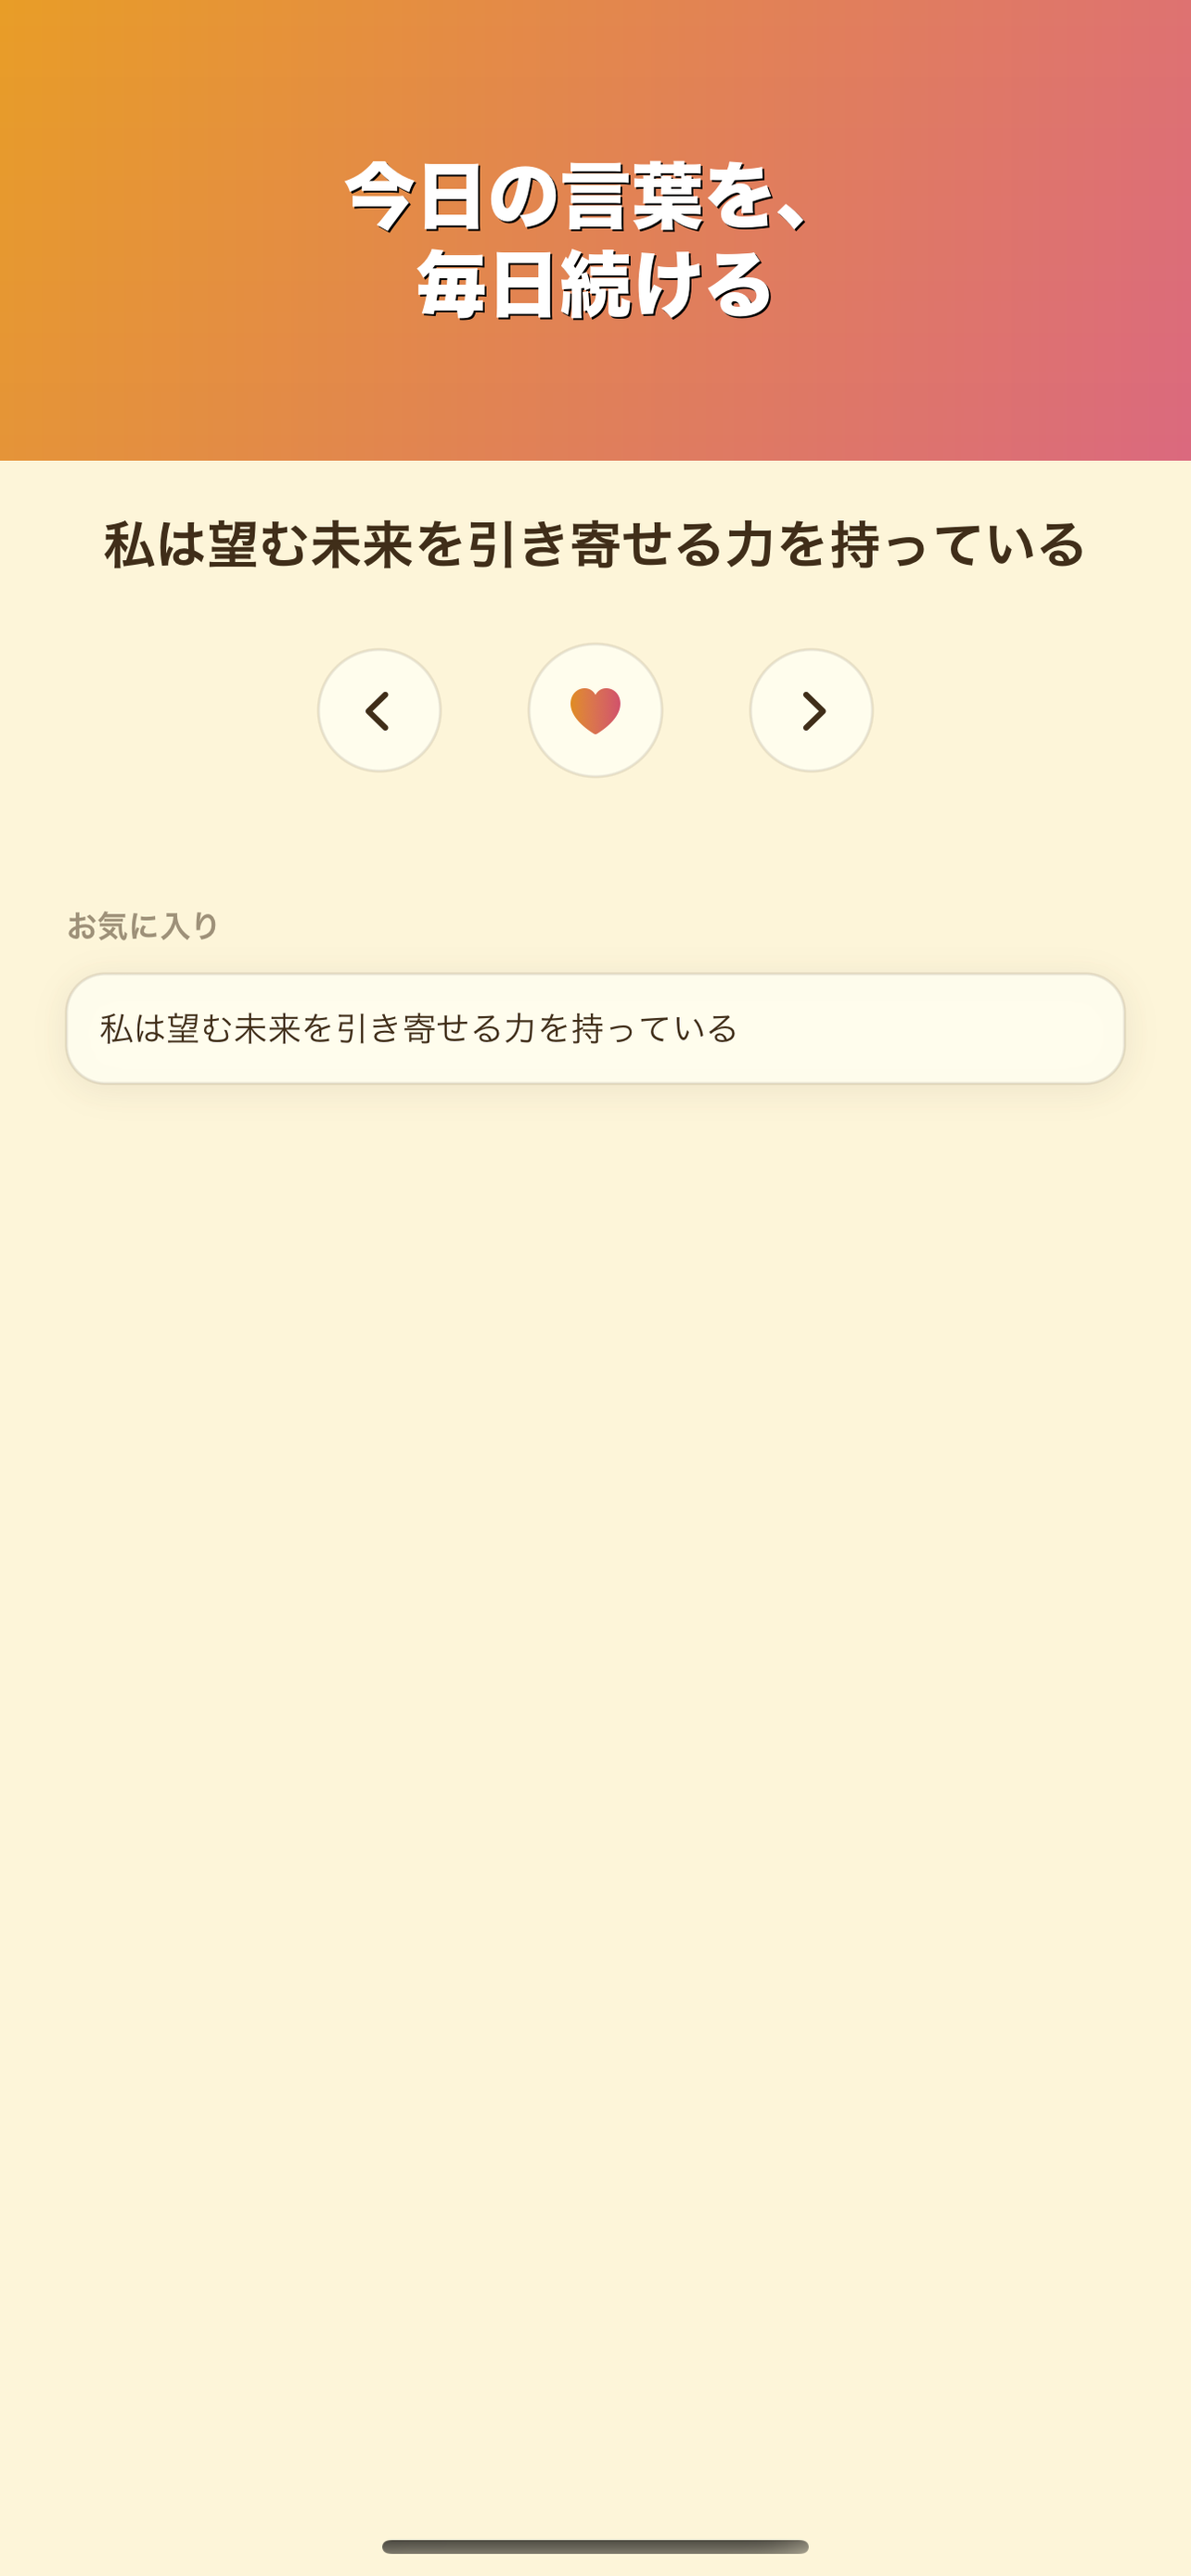 今日の言葉を、
毎日続ける
私は望む未来を引き寄せる力を持っている
お気に入り
私は望む未来を引き寄せる力を持っている